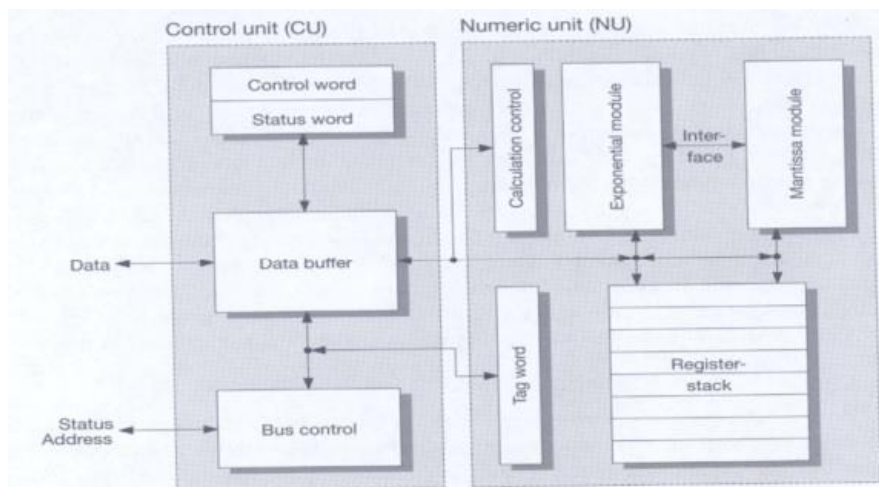 Control unit (CU)
Numeric unit (NU)
Control word
Status word
Calculation control
Exponential module
Inter-
face
Mantissa module
Data
Data buffer
Tag word
Register-
stack
Status
Address
Bus control